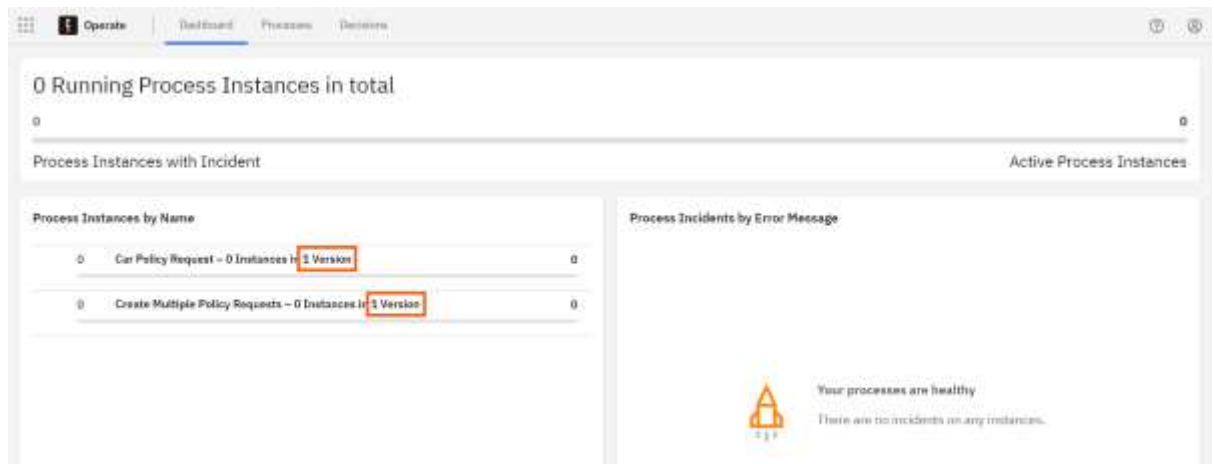 Operate
Dashboard
Processes
Decisions
0 Running Process Instances in total
0
0
Process Instances with Incident
Active Process Instances
Process Instances by Name
0
Car Policy Request – 0 Instances in 1 Version
0
0
Create Multiple Policy Requests – 0 Instances in 1 Version
0
Process Incidents by Error Message
Your processes are healthy
There are no incidents on any instances.